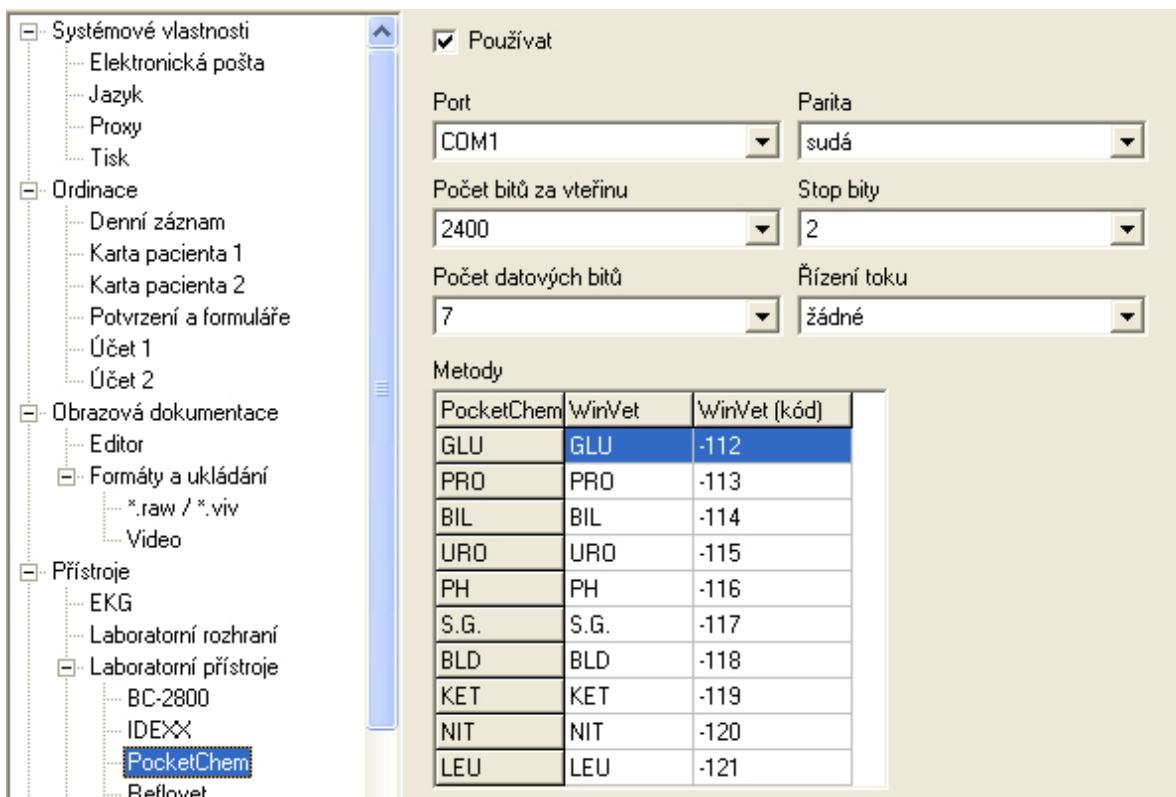 Systémové vlastnosti
Elektronická pošta
Jazyk
Proxy
Tisk
Ordinace
Denní záznam
Karta pacienta 1
Karta pacienta 2
Potvrzení a formuláře
Účet 1
Účet 2
Obrazová dokumentace
Editor
Formáty a ukládání
*.raw / *.viv
Video
Přístroje
EKG
Laboratorní rozhraní
Laboratorní přístroje
BC-2800
IDEXX
PocketChem
Reflovet
Používat
Port Parita
COM1 sudá
Počet bitů za vteřinu Stop bity
2400 2
Počet datových bitů Řízení toku
7 žádné
Metody
PocketChem WinVet WinVet (kód)
GLU GLU -112
PRO PRO -113
BIL BIL -114
URO URO -115
PH PH -116
S.G. S.G. -117
BLD BLD -118
KET KET -119
NIT NIT -120
LEU LEU -121